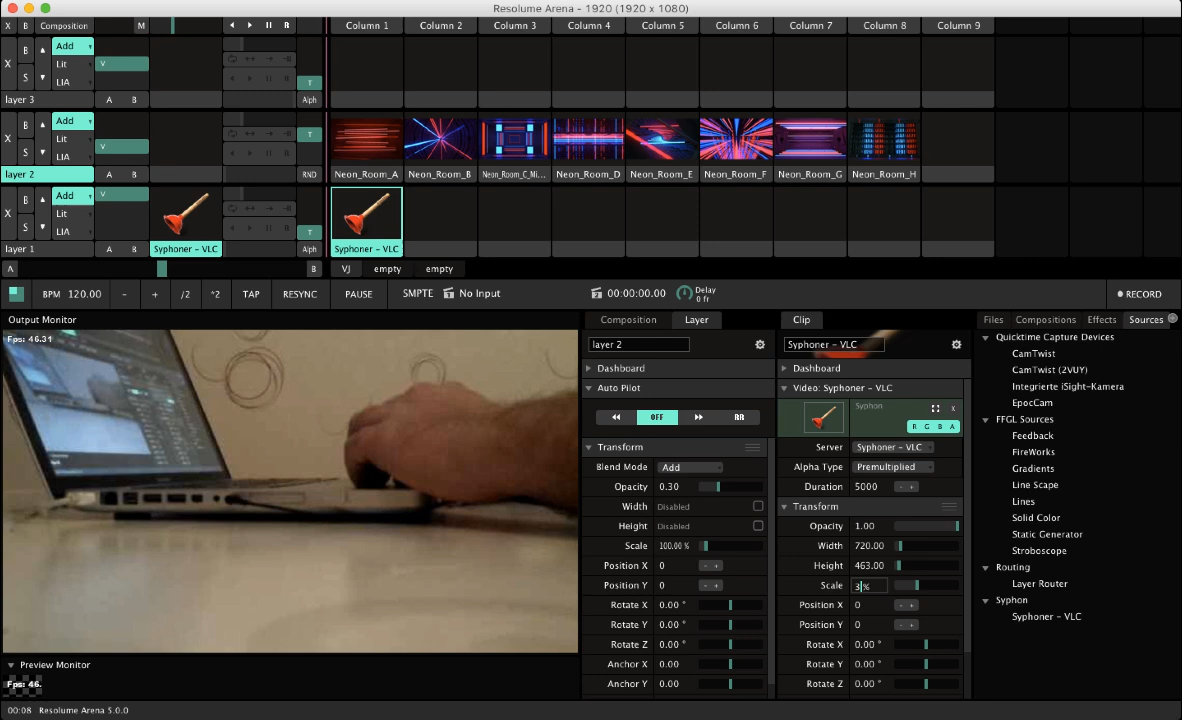 Resolume Arena - 1920 (1920 x 1080)
X B Composition M R Column 1 Column 2 Column 3 Column 4 Column 5 Column 6 Column 7 Column 8 Column 9
X B S Add Lit LIA V T
layer 3 A B Alph
X B S Add Lit LIA V T
layer 2 A B RND Neon_Room_A Neon_Room_B Neon_Room_C_Mi... Neon_Room_D Neon_Room_E Neon_Room_F Neon_Room_G Neon_Room_H
X B S Add Lit LIA V T
layer 1 A B Syphoner - VLC Alph Syphoner - VLC
A B VJ empty empty
BPM 120.00 - + /2 *2 TAP RESYNC PAUSE SMPTE No Input 00:00:00.00 Delay 0 fr RECORD
Output Monitor
Fps: 46.31
Preview Monitor
Fps: 46.
Composition Layer
layer 2
Dashboard
Auto Pilot
OFF RR
Transform
Blend Mode Add
Opacity 0.30
Width Disabled
Height Disabled
Scale 100.00 %
Position X 0 - +
Position Y 0 - +
Rotate X 0.00 °
Rotate Y 0.00 °
Rotate Z 0.00 °
Anchor X 0.00
Anchor Y 0.00
Clip
Syphoner - VLC
Dashboard
Video: Syphoner - VLC
Syphon x
R G B A
Server Syphoner - VLC
Alpha Type Premultiplied
Duration 5000 - +
Transform
Opacity 1.00
Width 720.00
Height 463.00
Scale 3%
Position X 0 - +
Position Y 0 - +
Rotate X 0.00 °
Rotate Y 0.00 °
Rotate Z 0.00 °
Files Compositions Effects Sources
Quicktime Capture Devices
CamTwist
CamTwist (2VUY)
Integrierte iSight-Kamera
EpocCam
FFGL Sources
Feedback
FireWorks
Gradients
Line Scape
Lines
Solid Color
Static Generator
Stroboscope
Routing
Layer Router
Syphon
Syphoner - VLC
00:08 Resolume Arena 5.0.0